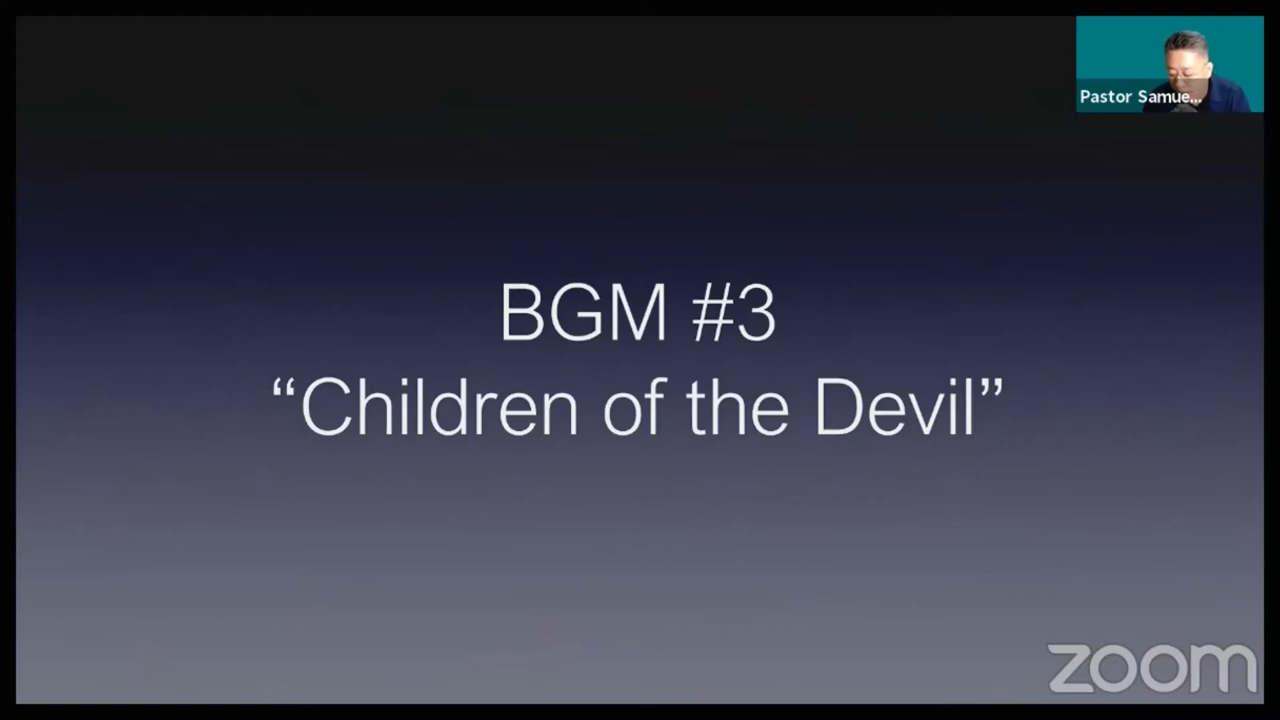 Pastor Samue...
BGM #3
“Children of the Devil”
zoom